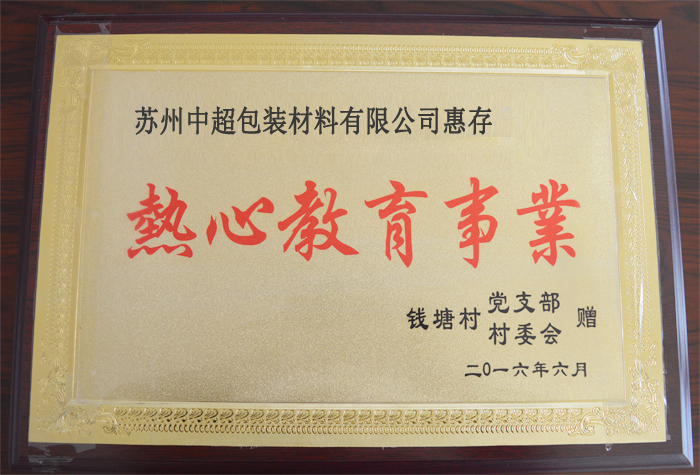 苏州中超包装材料有限公司惠存
熱心教育事業
钱塘村 党支部 村委会 赠
二0一六年六月